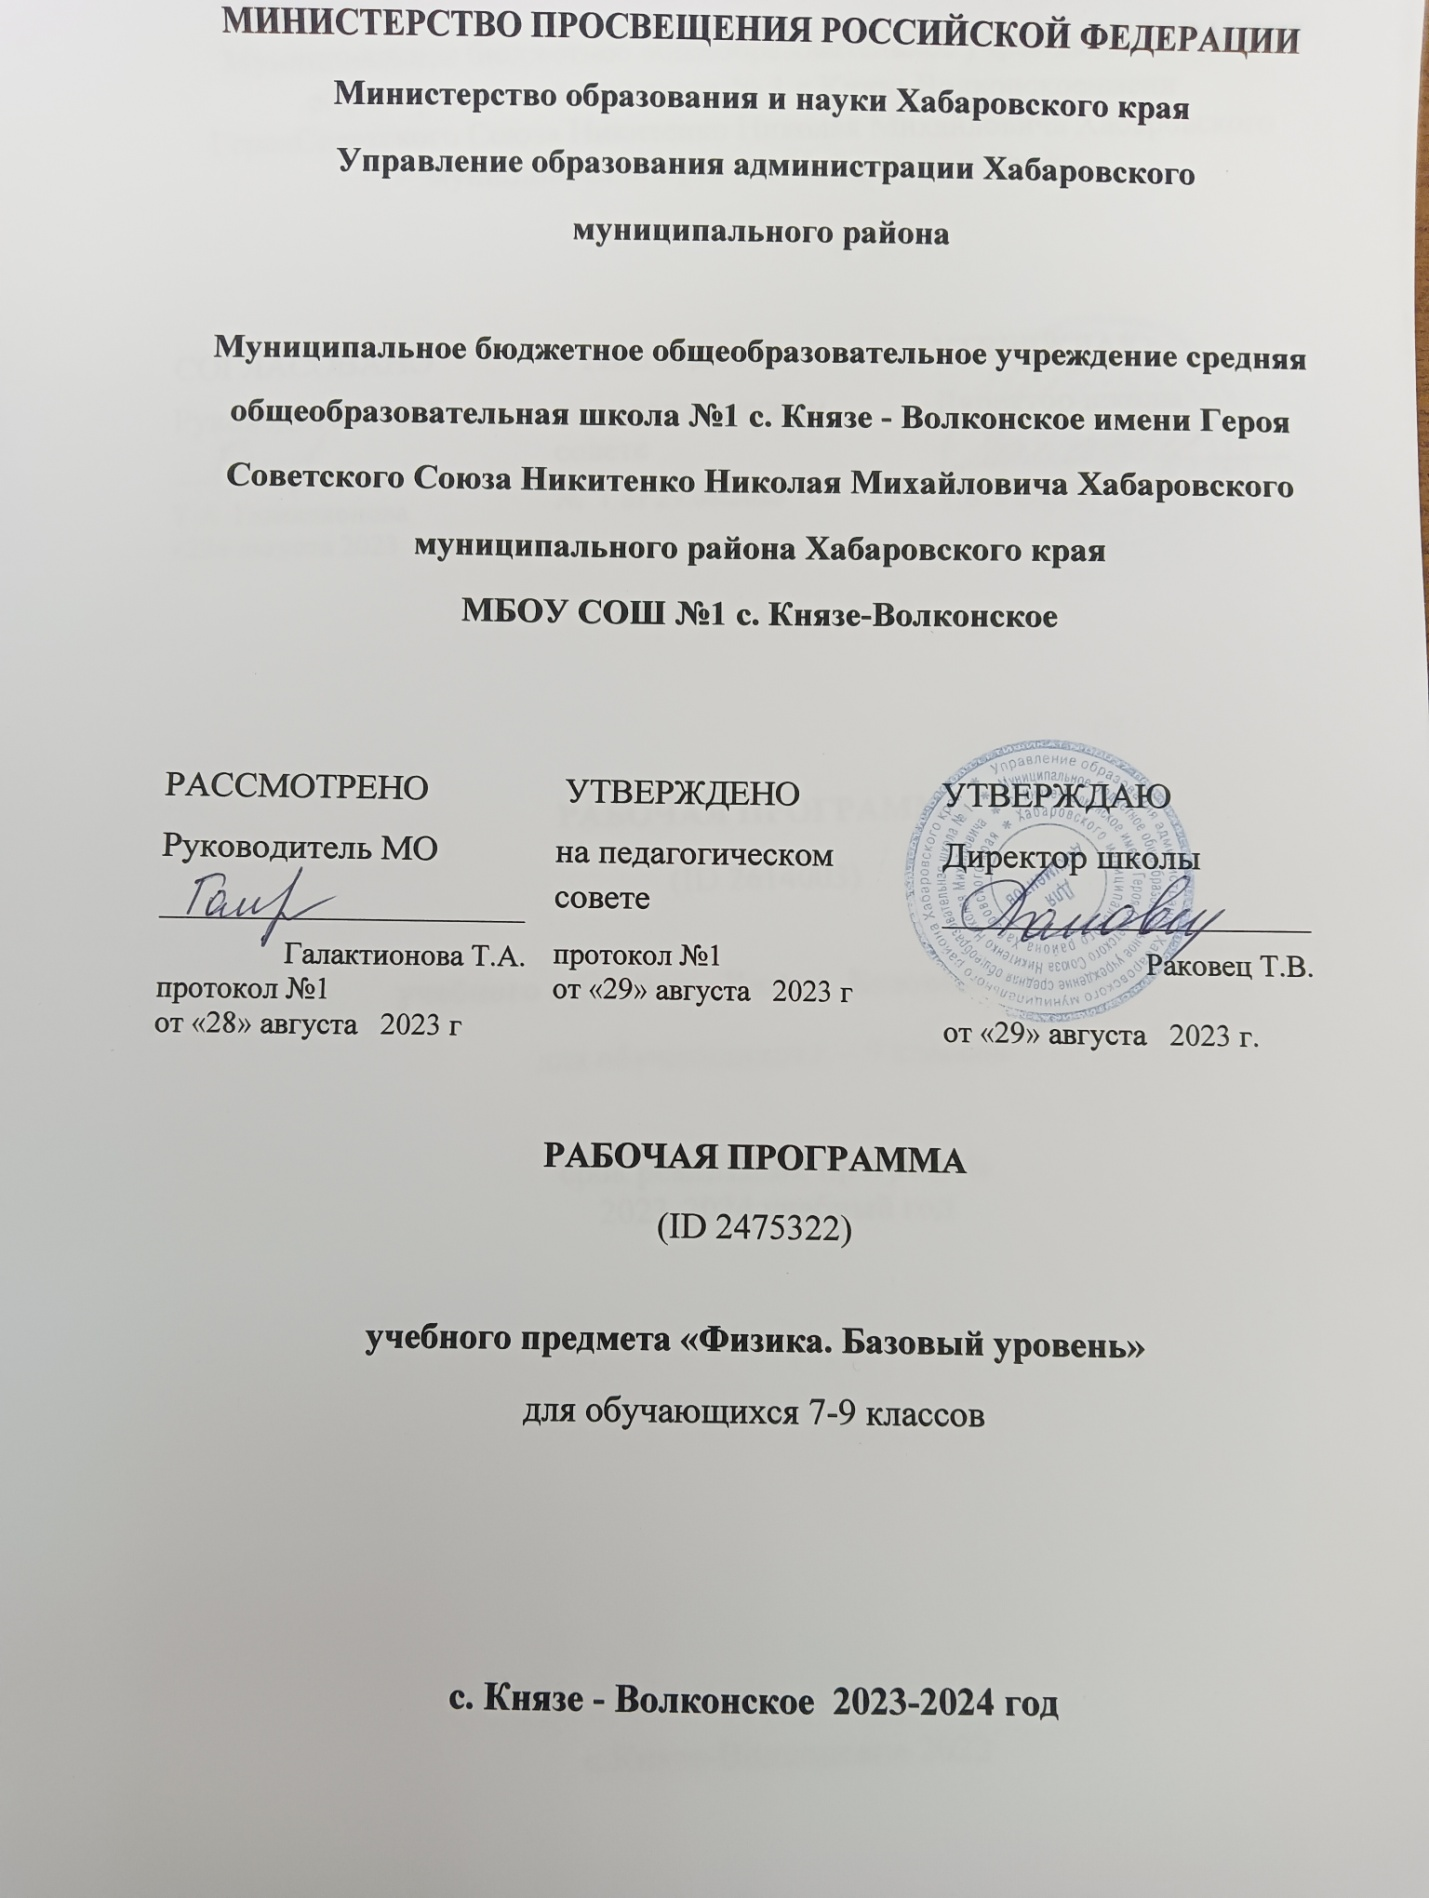 МИНИСТЕРСТВО ПРОСВЕЩЕНИЯ РОССИЙСКОЙ ФЕДЕРАЦИИ
Министерство образования и науки Хабаровского края
Управление образования администрации Хабаровского
муниципального района
Муниципальное бюджетное общеобразовательное учреждение средняя
общеобразовательная школа №1 с. Князе - Волконское имени Героя
Советского Союза Никитенко Николая Михайловича Хабаровского
муниципального района Хабаровского края
МБОУ СОШ №1 с. Князе-Волконское
РАССМОТРЕНО
Руководитель МО
Галактионова Т.А.
протокол №1
от «28» августа 2023 г
УТВЕРЖДЕНО
на педагогическом
совете
протокол №1
от «29» августа 2023 г
УТВЕРЖДАЮ
Директор школы
Раковец Т.В.
от «29» августа 2023 г.
Для
документов
РАБОЧАЯ ПРОГРАММА
(ID 2475322)
учебного предмета «Физика. Базовый уровень»
для обучающихся 7-9 классов
с. Князе - Волконское 2023-2024 год